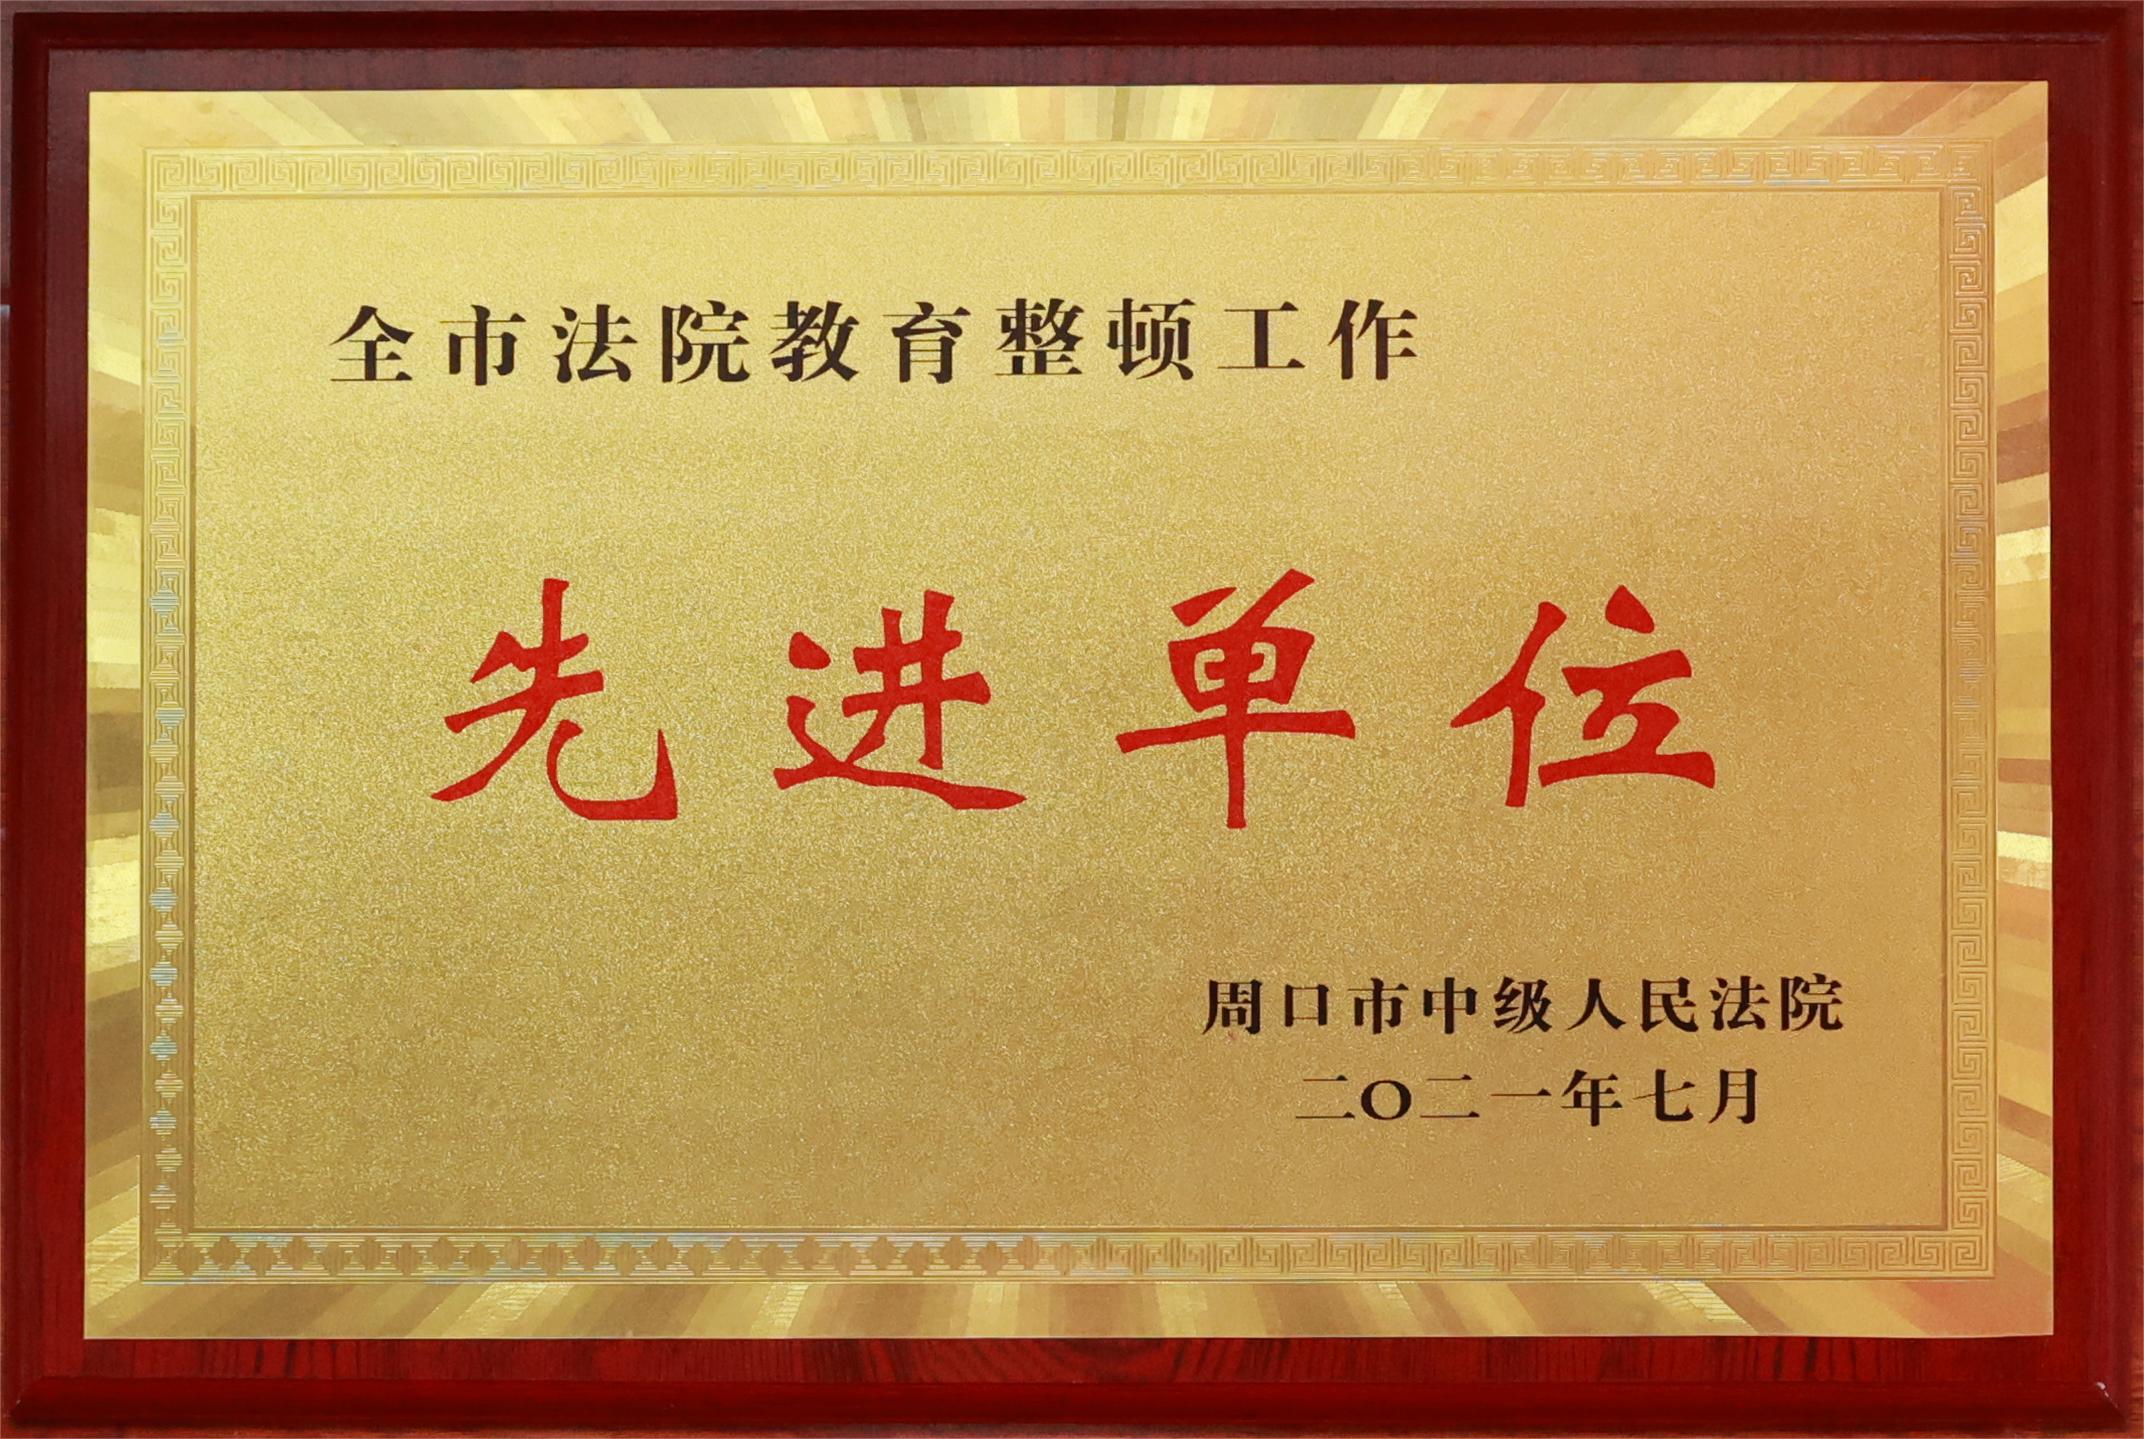 全市法院教育整顿工作
先进单位
周口市中级人民法院
二〇二一年七月